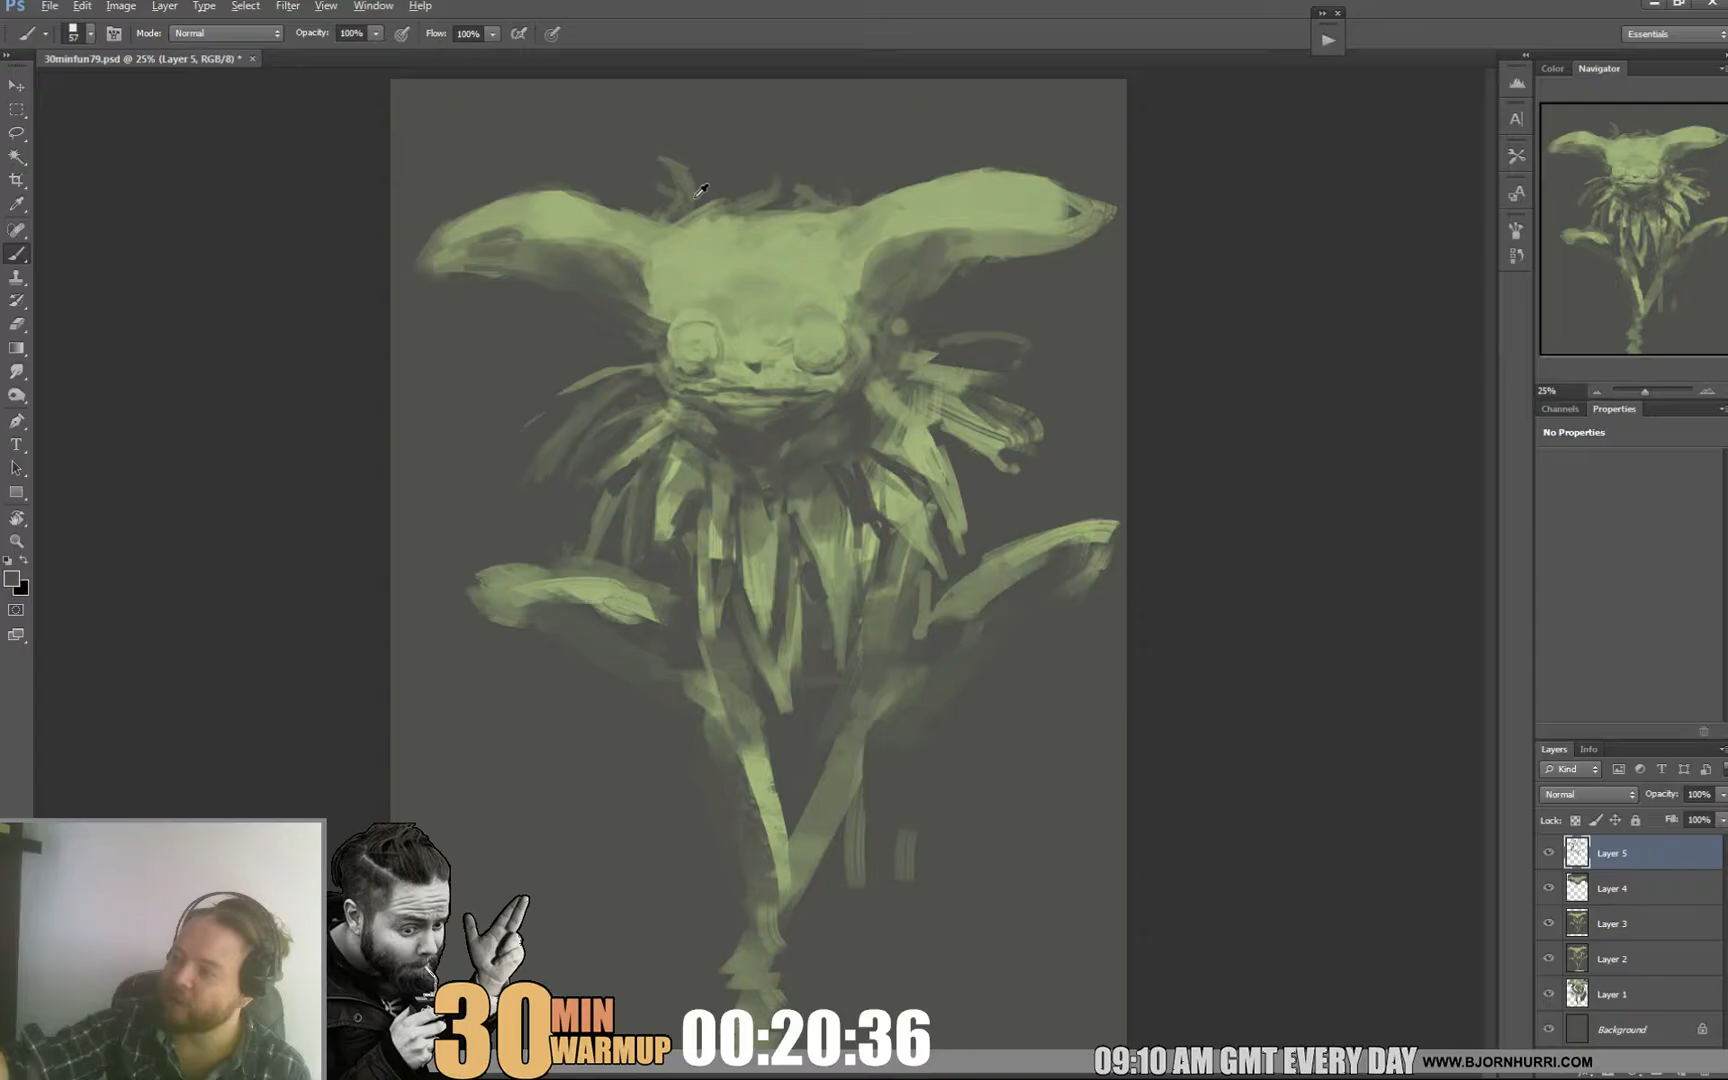 Ps File Edit Image Layer Type Select Filter View Window Help
57 Mode: Normal Opacity: 100% Flow: 100% Essentials
30minfun79.psd @ 25% (Layer 5, RGB/8) * ×
Color Navigator
25%
Channels Properties
No Properties
Layers Info
Kind
Normal Opacity: 100%
Lock: Fill: 100%
Layer 5
Layer 4
Layer 3
Layer 2
Layer 1
Background
30 MIN WARMUP 00:20:36
09:10 AM GMT EVERY DAY WWW.BJORNHURRI.COM